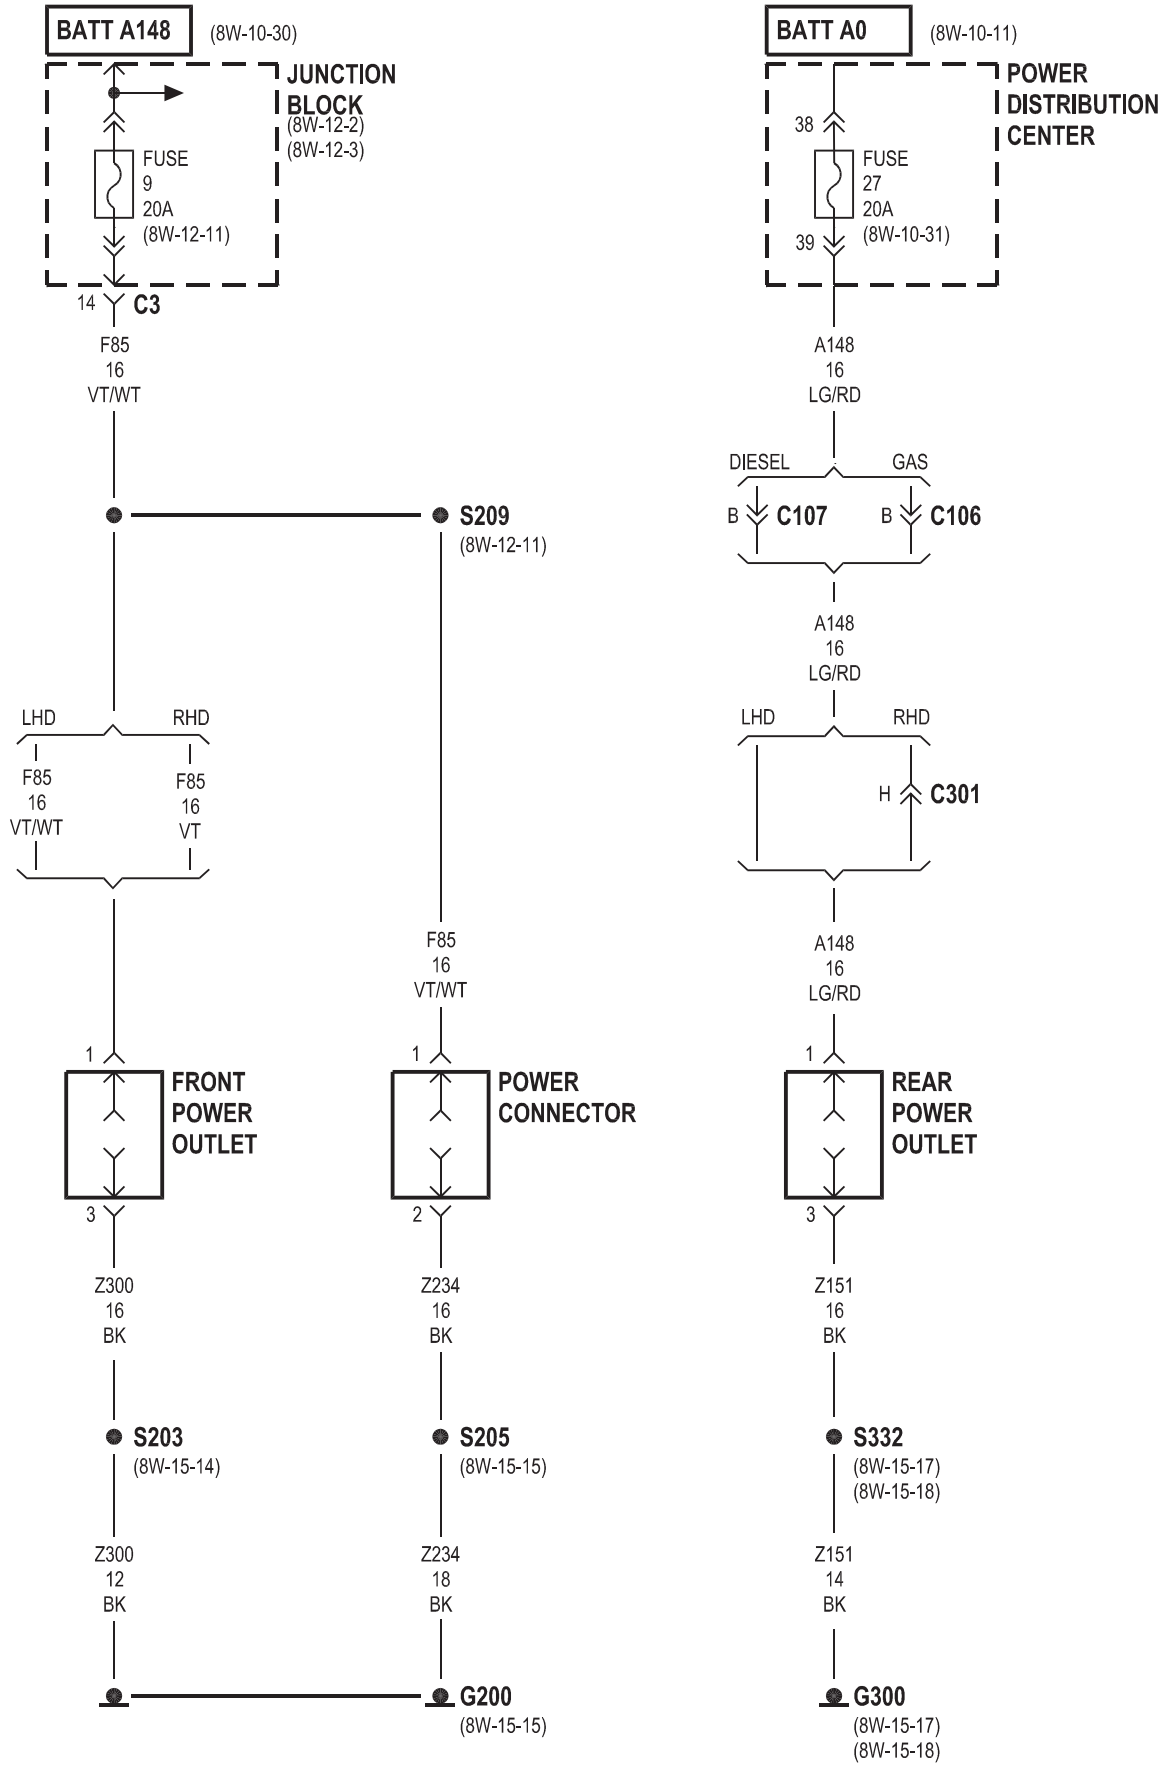 BATT A148
(8W-10-30)
JUNCTION
BLOCK
(8W-12-2)
(8W-12-3)
FUSE
9
20A
(8W-12-11)
14
C3
F85
16
VT/WT
S209
(8W-12-11)
LHD
RHD
F85
16
VT/WT
F85
16
VT
F85
16
VT/WT
1
FRONT
POWER
OUTLET
3
1
POWER
CONNECTOR
2
Z300
16
BK
Z234
16
BK
S203
(8W-15-14)
S205
(8W-15-15)
Z300
12
BK
Z234
18
BK
G200
(8W-15-15)
BATT A0
(8W-10-11)
POWER
DISTRIBUTION
CENTER
38
FUSE
27
20A
(8W-10-31)
39
A148
16
LG/RD
DIESEL
GAS
B
C107
B
C106
A148
16
LG/RD
LHD
RHD
H
C301
A148
16
LG/RD
1
REAR
POWER
OUTLET
3
Z151
16
BK
S332
(8W-15-17)
(8W-15-18)
Z151
14
BK
G300
(8W-15-17)
(8W-15-18)